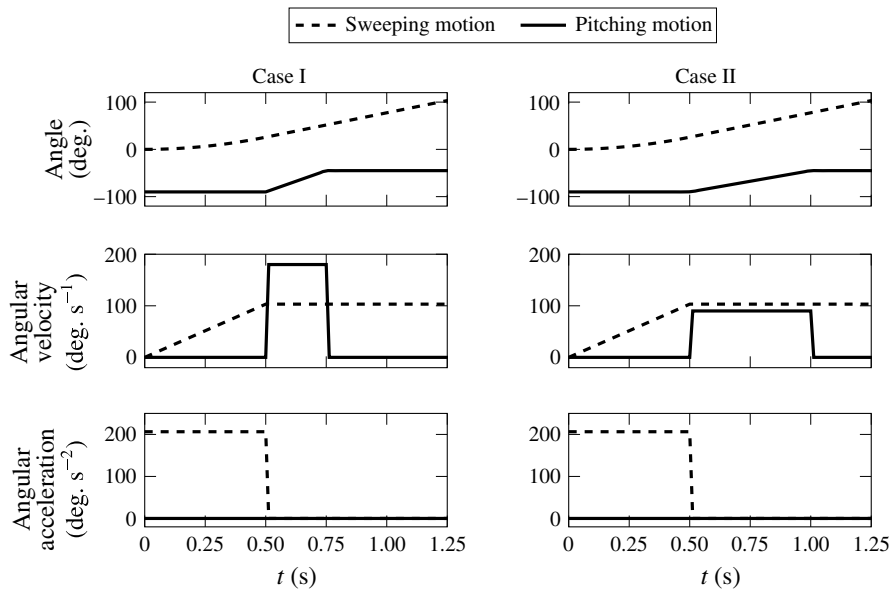 Sweeping motion Pitching motion
Case I Case II
Angle
(deg.)
100
0
−100
100
0
−100
Angular
velocity
(deg. s−1)
200
100
0
200
100
0
Angular
acceleration
(deg. s−2)
200
100
0
200
100
0
0 0.25 0.50 0.75 1.00 1.25
0 0.25 0.50 0.75 1.00 1.25
t (s) t (s)